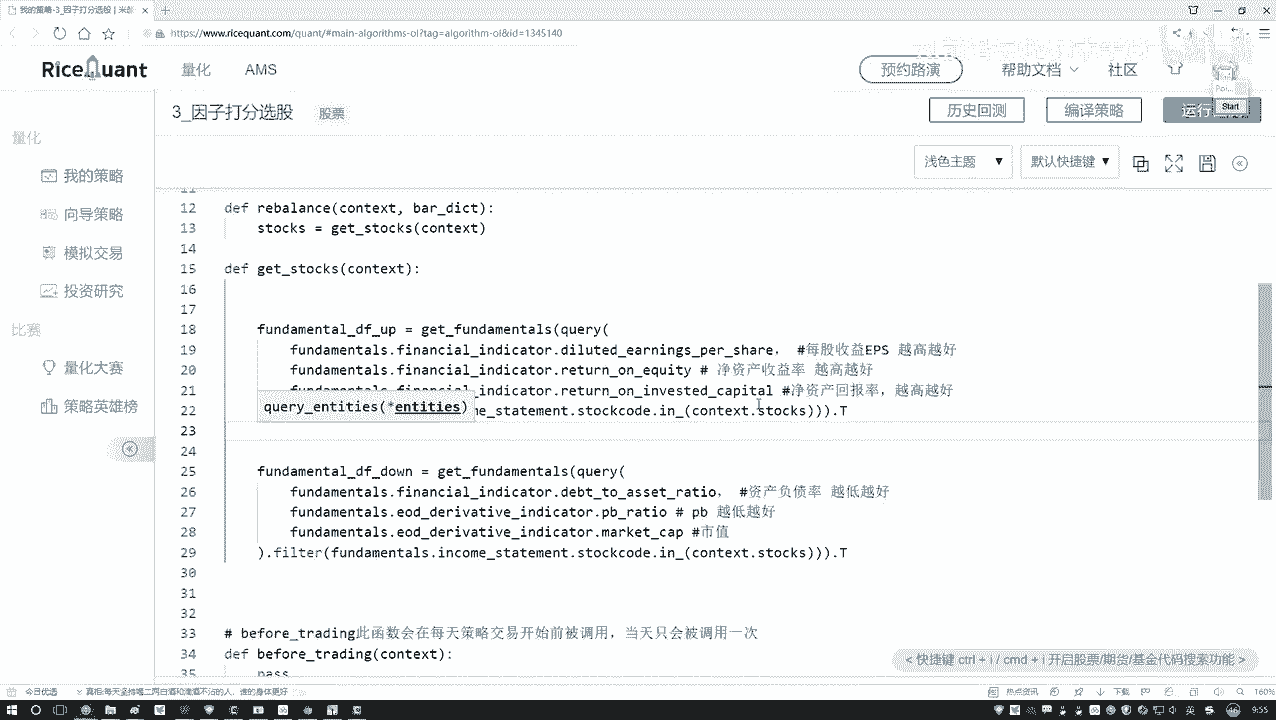 我的策略-3_因子打分选股 | 米
https://www.ricequant.com/quant/#main-algorithms-ol?tag=algorithm-ol&id=1345140
RiceQuant
量化
AMS
预约路演
帮助文档
社区
3_因子打分选股
股票
历史回测
编译策略
运行
Start
量化
我的策略
向导策略
模拟交易
投资研究
比赛
量化大赛
策略英雄榜
浅色主题
默认快捷键
12 def rebalance(context, bar_dict):
13 stocks = get_stocks(context)
14
15 def get_stocks(context):
16
17
18 fundamental_df_up = get_fundamentals(query(
19 fundamentals.financial_indicator.diluted_earnings_per_share， #每股收益EPS 越高越好
20 fundamentals.financial_indicator.return_on_equity # 净资产收益率 越高越好
21 fundamentals.financial_indicator.return_on_invested_capital #净资产回报率，越高越好
query_entities(*entities)
22 ome_statement.stockcode.in_(context.stocks))).T
23
24
25 fundamental_df_down = get_fundamentals(query(
26 fundamentals.financial_indicator.debt_to_asset_ratio， #资产负债率 越低越好
27 fundamentals.eod_derivative_indicator.pb_ratio # pb 越低越好
28 fundamentals.eod_derivative_indicator.market_cap #市值
29 ).filter(fundamentals.income_statement.stockcode.in_(context.stocks))).T
30
31
32
33 # before_trading此函数会在每天策略交易开始前被调用，当天只会被调用一次
34 def before_trading(context):
35 pass
< 快捷键 ctrl + i / cmd + i 开启股票/期货/基金代码搜索功能 >
今日优选
热点资讯
下载
160%
英
9:55